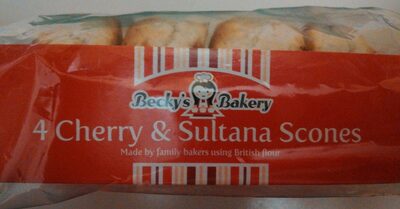 Becky's Bakery
4 Cherry & Sultana Scones
Made by family bakers using British flour